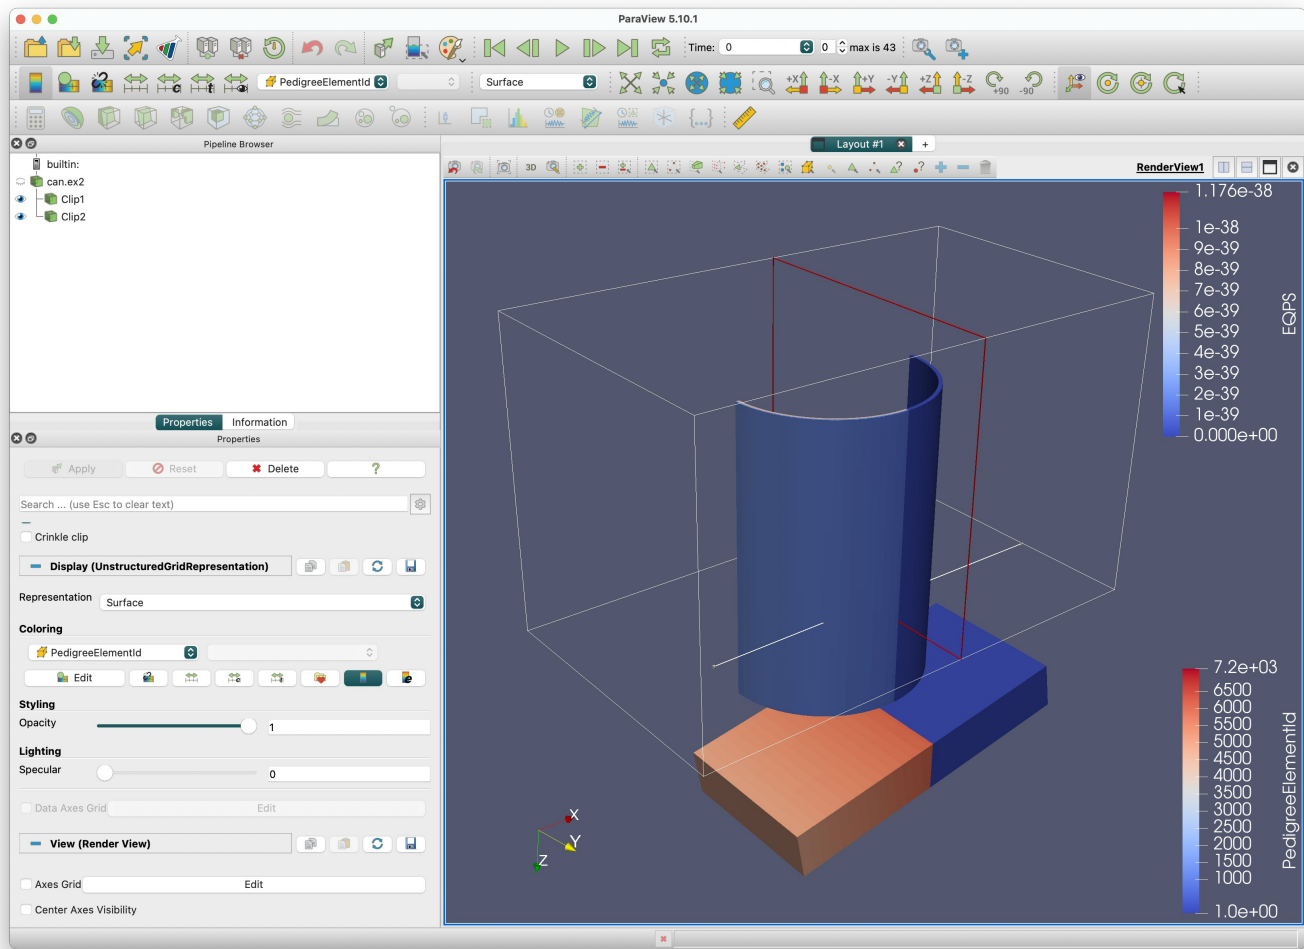 ParaView 5.10.1
Time: 0 0 max is 43
PedigreeElementId Surface +X -X +Y -Y +Z -Z +90 -90
Pipeline Browser
Layout #1 +
builtin:
can.ex2
Clip1
Clip2
3D RenderView1
Properties Information
Properties
Apply Reset Delete ?
Search ... (use Esc to clear text)
Crinkle clip
Display (UnstructuredGridRepresentation)
Representation Surface
Coloring
PedigreeElementId
Edit
Styling
Opacity 1
Lighting
Specular 0
Data Axes Grid Edit
View (Render View)
Axes Grid Edit
Center Axes Visibility
1.176e-38
1e-38
9e-39
8e-39
7e-39
6e-39
5e-39
4e-39
3e-39
2e-39
1e-39
0.000e+00
EQPS
7.2e+03
6500
6000
5500
5000
4500
4000
3500
3000
2500
2000
1500
1000
1.0e+00
PedigreeElementId
X
Y
Z